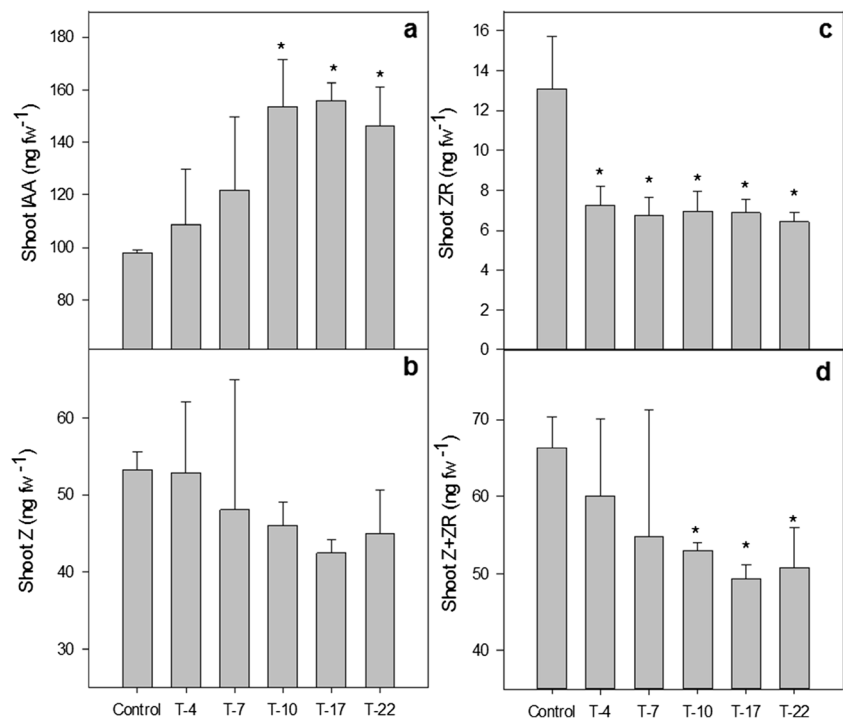 a
Shoot IAA (ng fw-1)
180
160
140
120
100
80
* * *
c
Shoot ZR (ng fw-1)
16
14
12
10
8
6
4
2
0
* * * * *
b
Shoot Z (ng fw-1)
60
50
40
30
Control T-4 T-7 T-10 T-17 T-22
d
Shoot Z+ZR (ng fw-1)
70
60
50
40
* * *
Control T-4 T-7 T-10 T-17 T-22